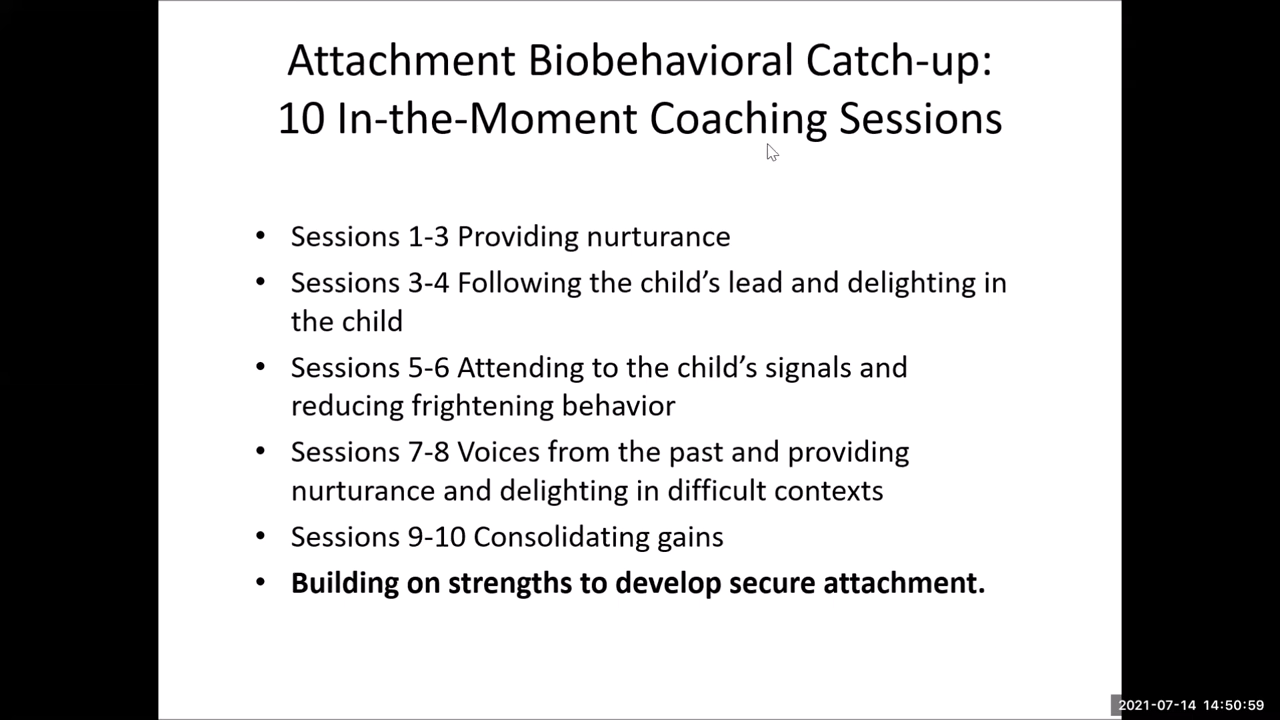 Attachment Biobehavioral Catch-up:
10 In-the-Moment Coaching Sessions
• Sessions 1-3 Providing nurturance
• Sessions 3-4 Following the child’s lead and delighting in
the child
• Sessions 5-6 Attending to the child’s signals and
reducing frightening behavior
• Sessions 7-8 Voices from the past and providing
nurturance and delighting in difficult contexts
• Sessions 9-10 Consolidating gains
• Building on strengths to develop secure attachment.
2021-07-14 14:50:59